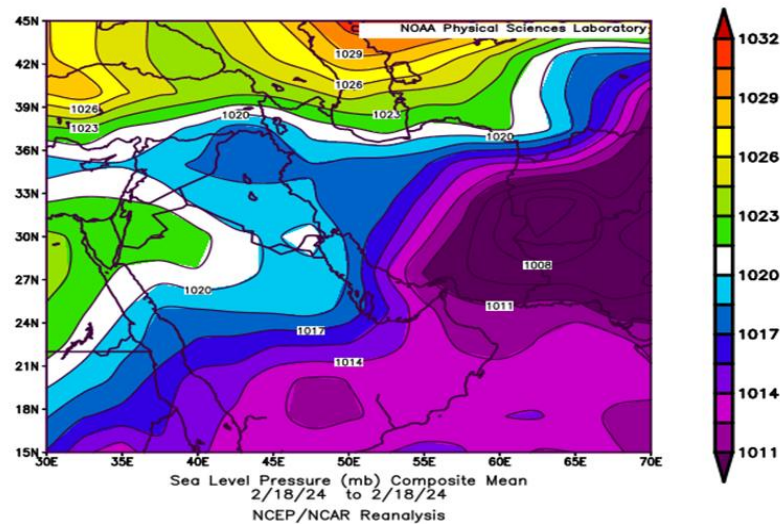 NOAA Physical Sciences Laboratory
45N
42N
39N
36N
33N
30N
27N
24N
21N
18N
15N
1029
1026
1026
1023
1023
1020
1020
1020
1008
1011
1017
1014
30E 35E 40E 45E 50E 55E 60E 65E 70E
Sea Level Pressure (mb) Composite Mean
2/18/24 to 2/18/24
NCEP/NCAR Reanalysis
1032
1029
1026
1023
1020
1017
1014
1011